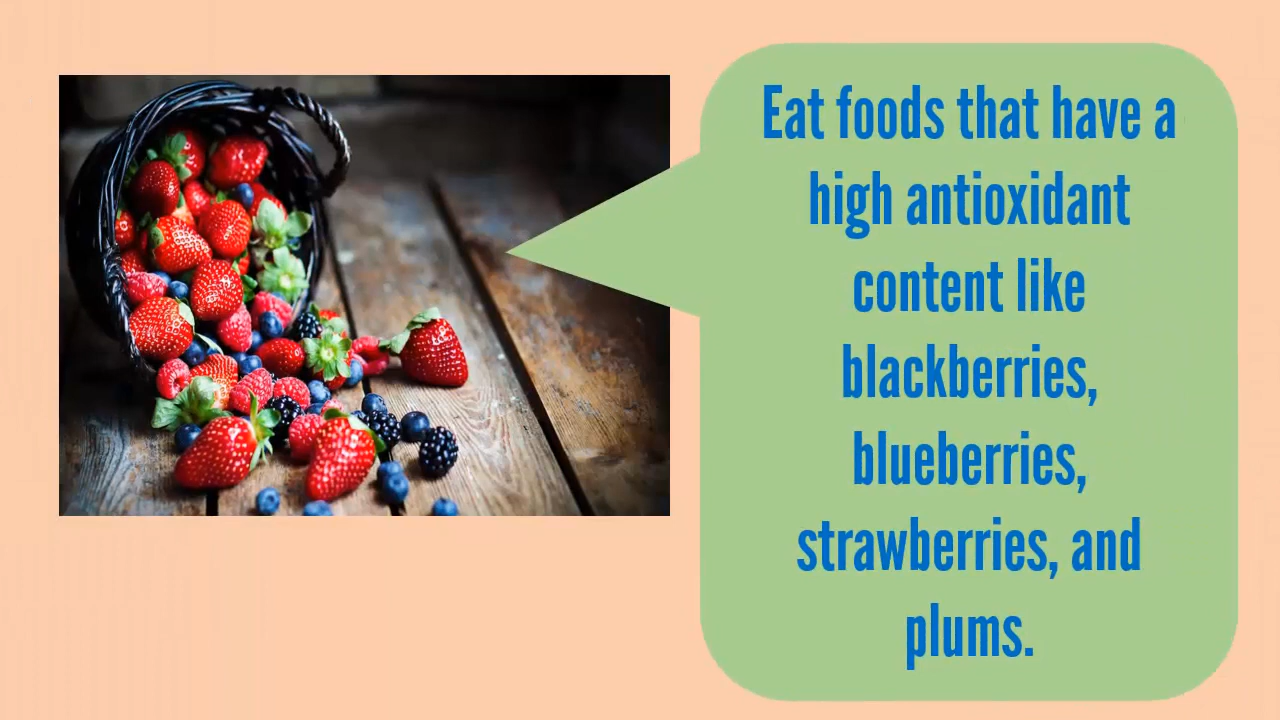 Eat foods that have a
high antioxidant
content like
blackberries,
blueberries,
strawberries, and
plums.